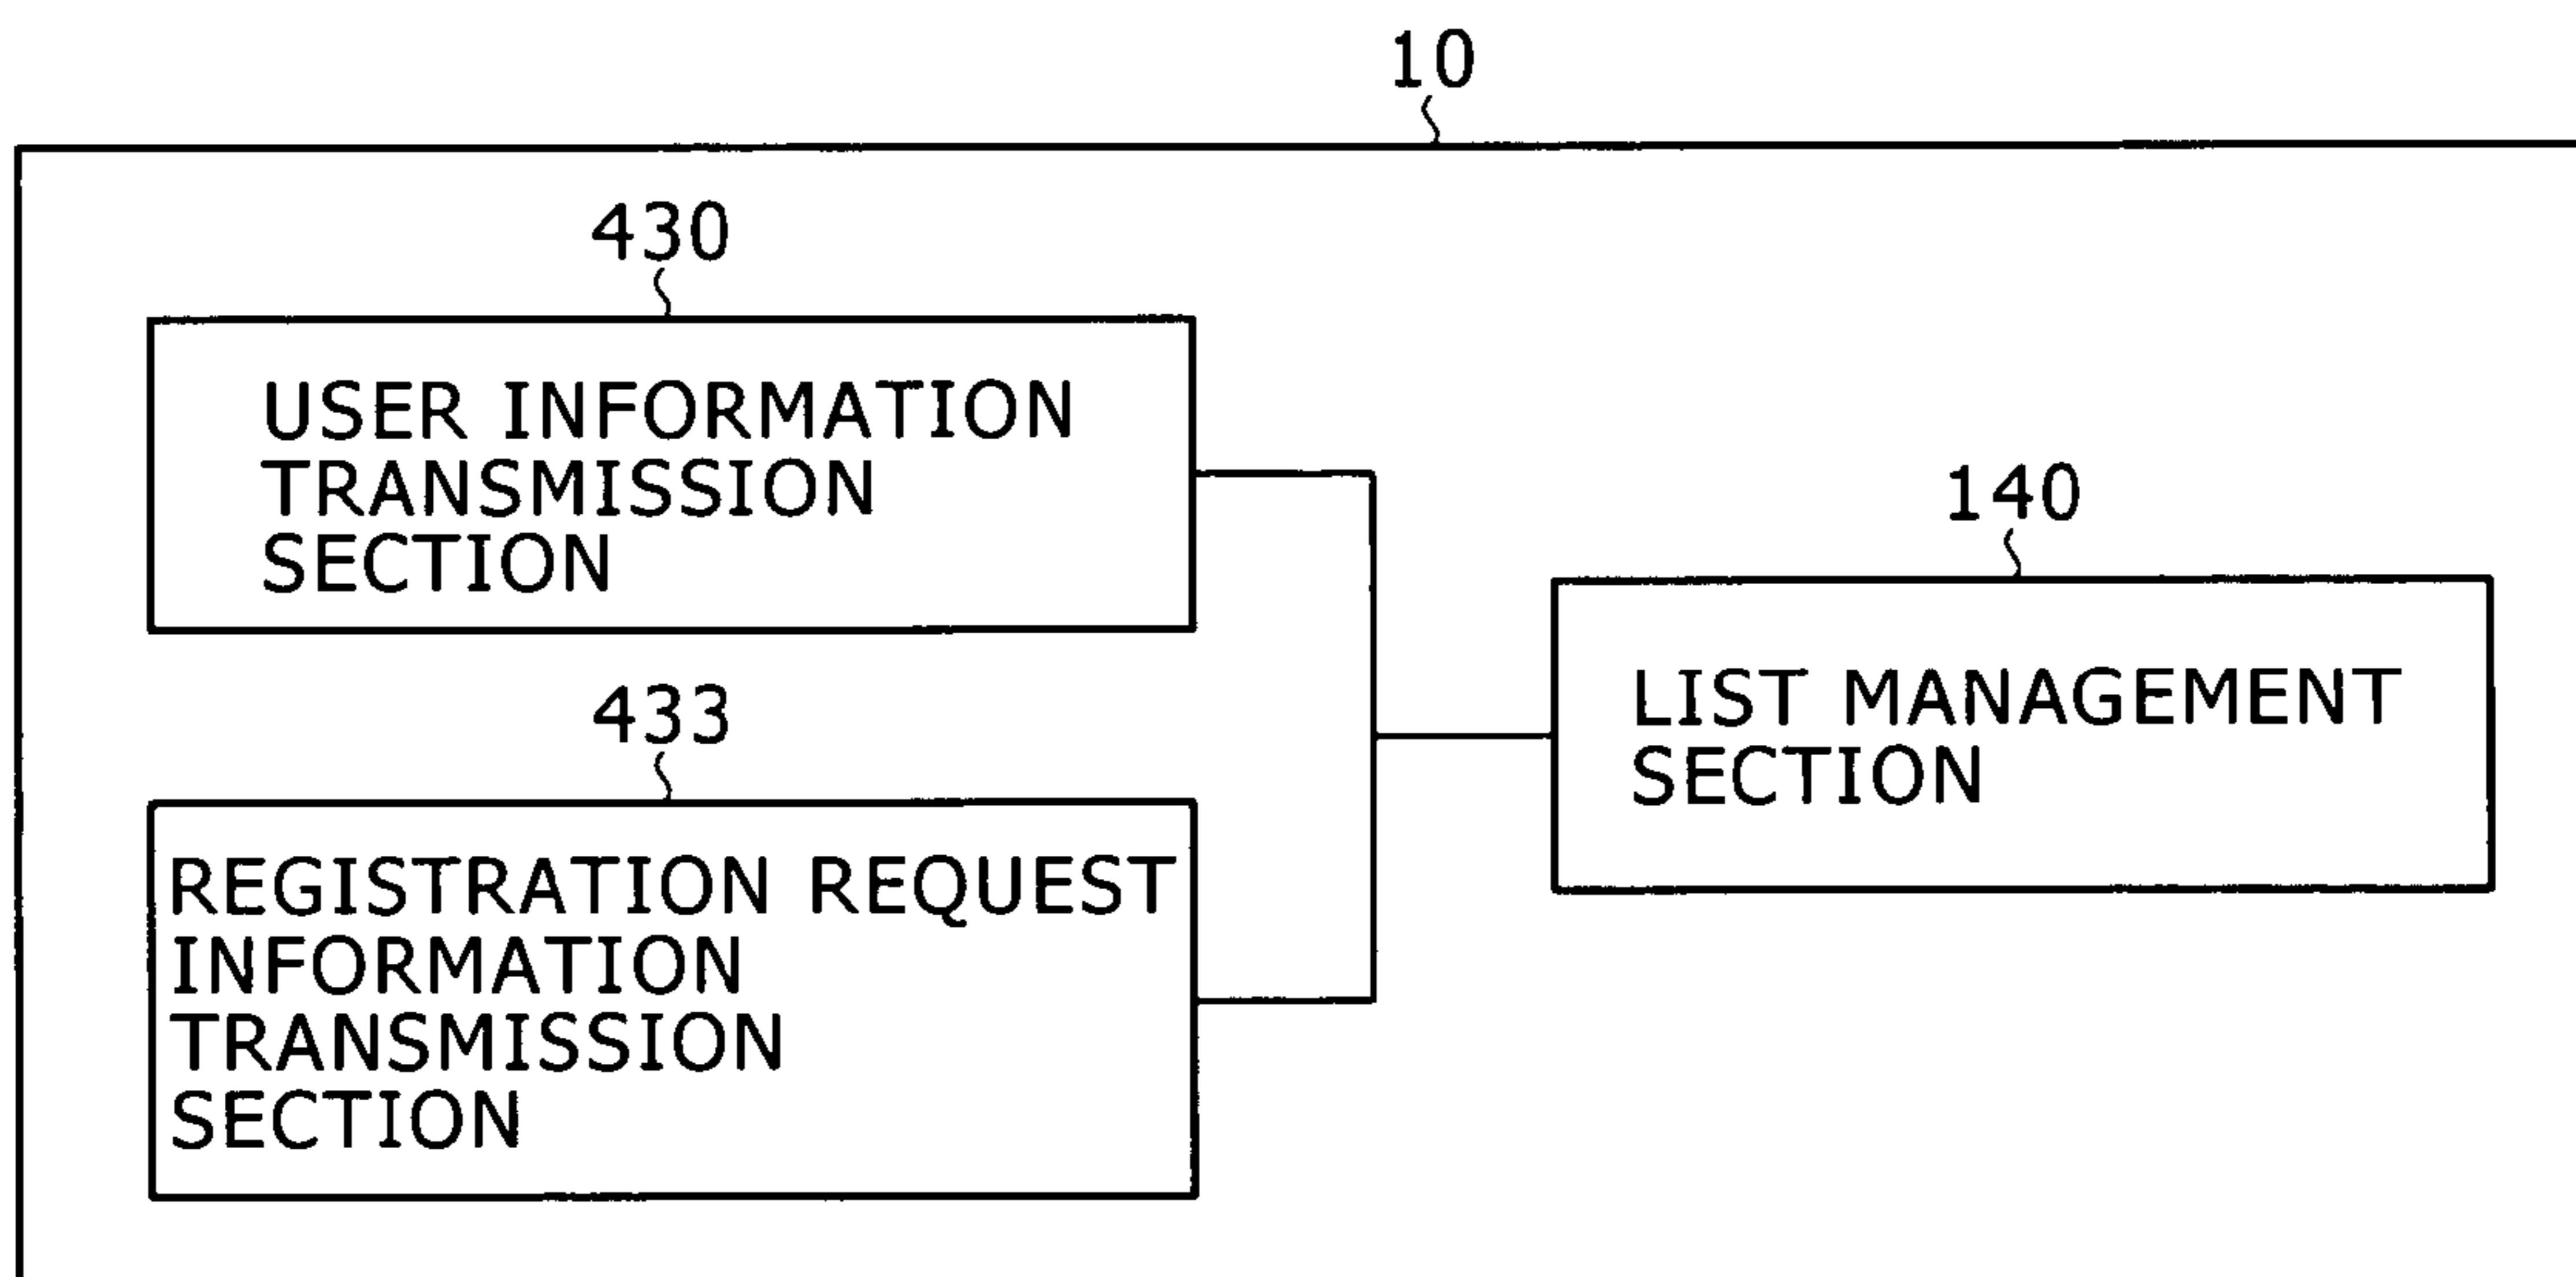 10
430
USER INFORMATION
TRANSMISSION
SECTION
140
LIST MANAGEMENT
SECTION
433
REGISTRATION REQUEST
INFORMATION
TRANSMISSION
SECTION